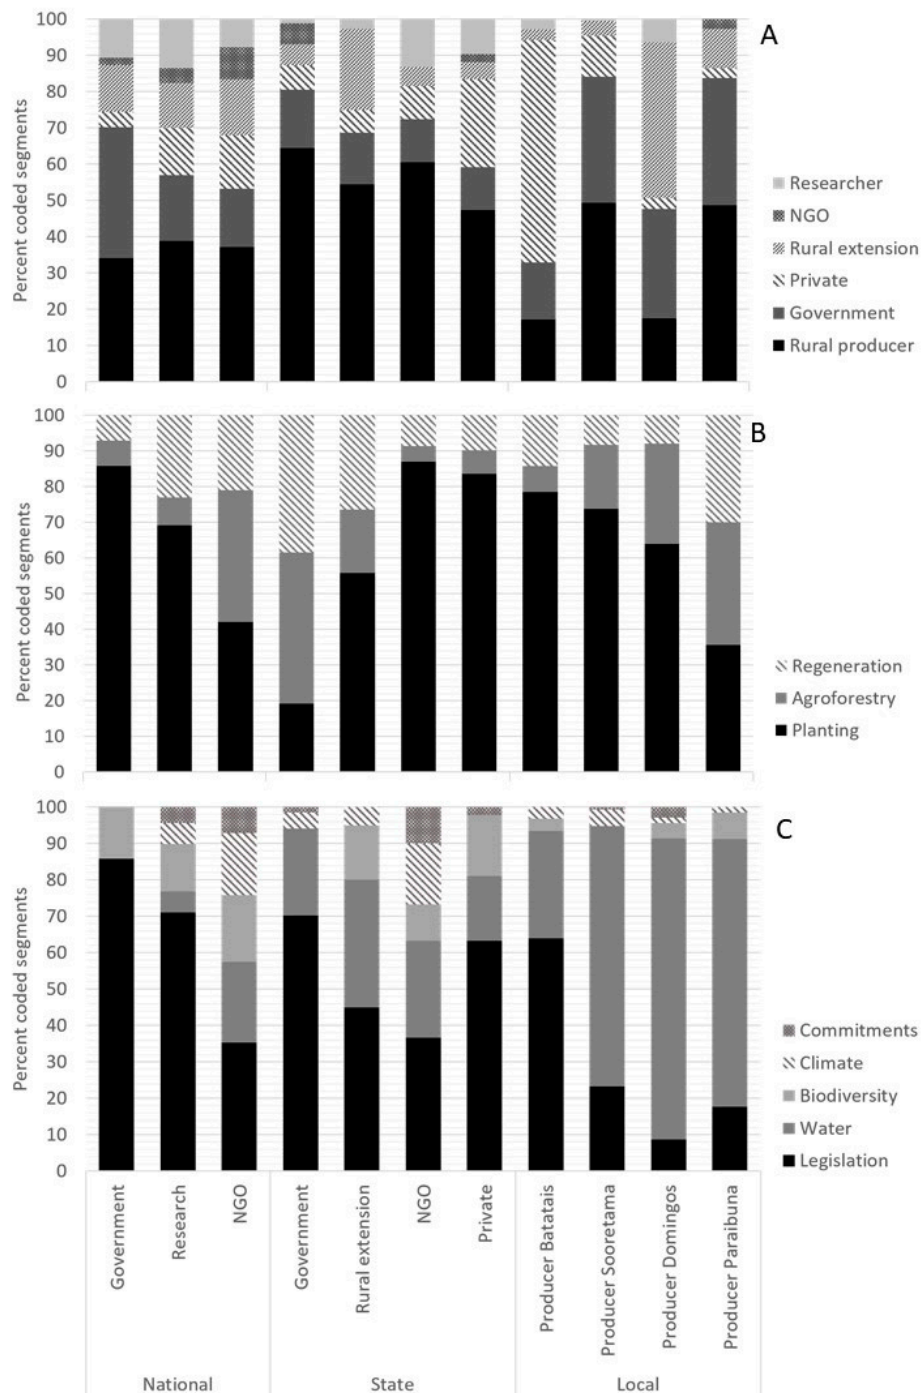 A
Percent coded segments
100
90
80
70
60
50
40
30
20
10
0
Researcher
NGO
Rural extension
Private
Government
Rural producer
B
Percent coded segments
100
90
80
70
60
50
40
30
20
10
0
Regeneration
Agroforestry
Planting
C
Percent coded segments
100
90
80
70
60
50
40
30
20
10
0
Commitments
Climate
Biodiversity
Water
Legislation
Government
Research
NGO
Government
Rural extension
NGO
Private
Producer Batatais
Producer Sooretama
Producer Domingos
Producer Paraibuna
National
State
Local